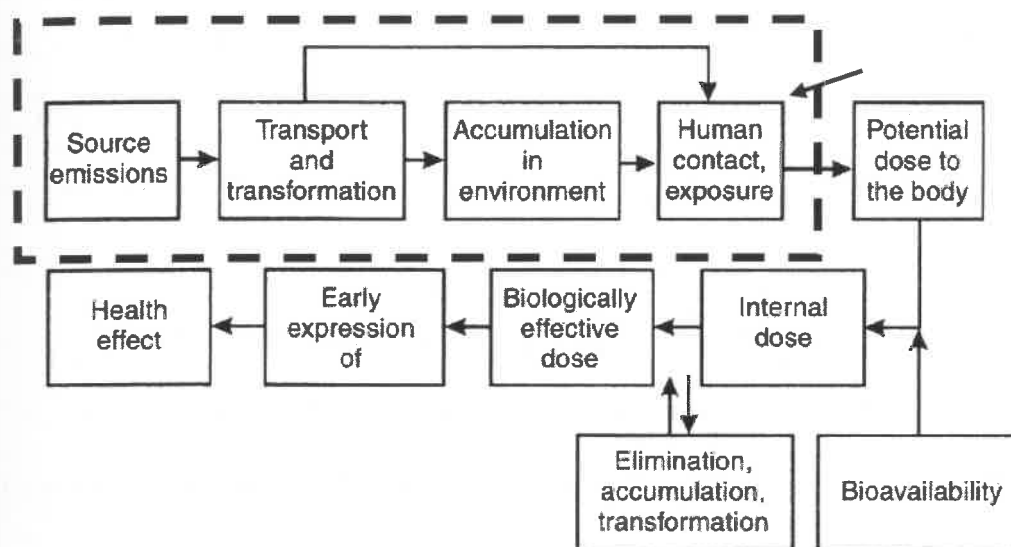 Source
emissions
Transport
and
transformation
Accumulation
in
environment
Human
contact,
exposure
Potential
dose to
the body
Health
effect
Early
expression of
Biologically
effective
dose
Internal
dose
Elimination,
accumulation,
transformation
Bioavailability